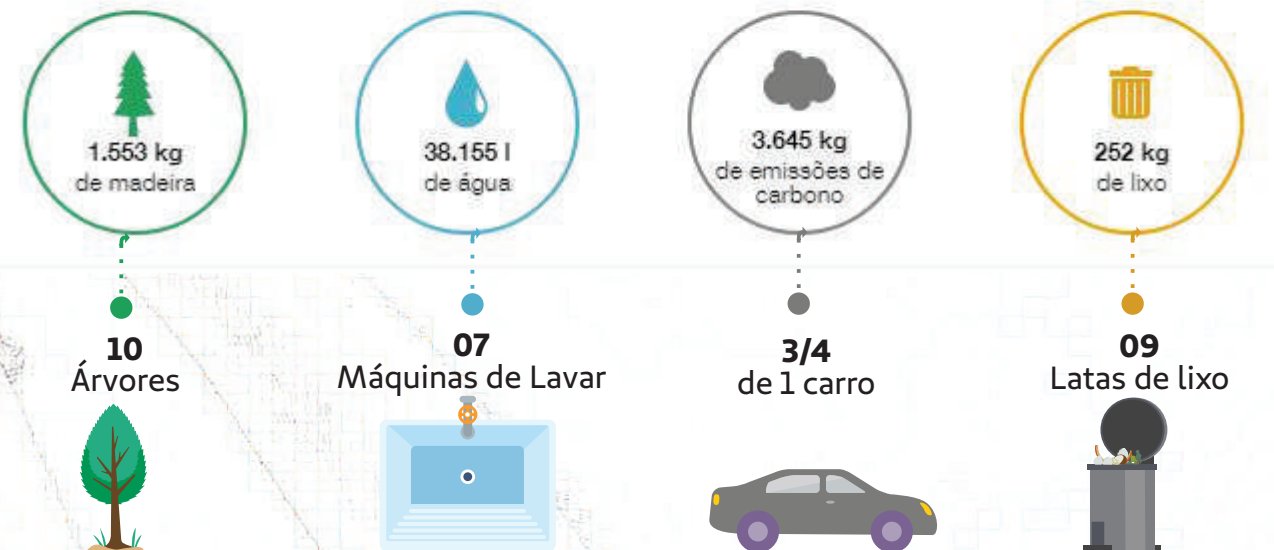 1.553 kg
de madeira
38.155 l
de água
3.645 kg
de emissões de
carbono
252 kg
de lixo
10
Árvores
07
Máquinas de Lavar
3/4
de 1 carro
09
Latas de lixo